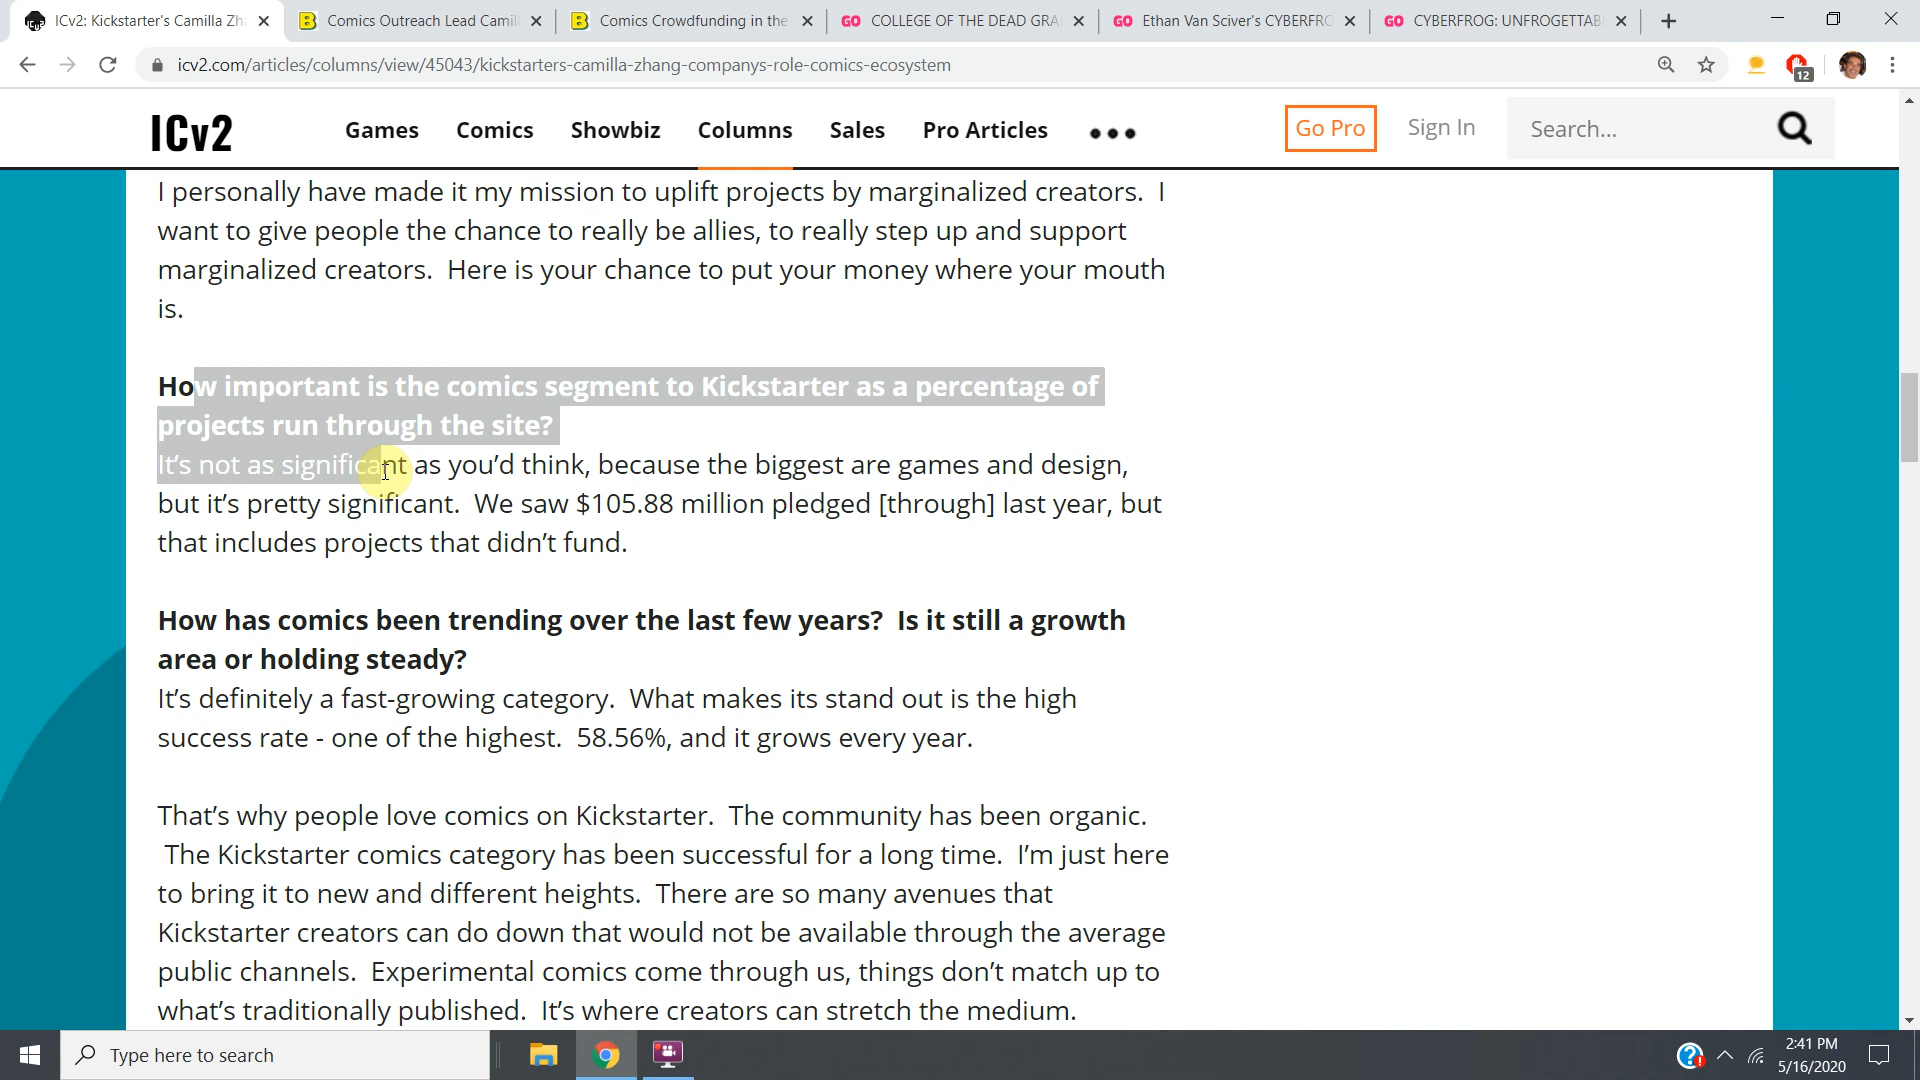 ICv2: Kickstarter's Camilla Zha
Comics Outreach Lead Camill
Comics Crowdfunding in the
GO COLLEGE OF THE DEAD GRA
GO Ethan Van Sciver's CYBERFRO
GO CYBERFROG: UNFROGETTAB
icv2.com/articles/columns/view/45043/kickstarters-camilla-zhang-companys-role-comics-ecosystem
12
ICv2
Games Comics Showbiz Columns Sales Pro Articles
Go Pro Sign In Search...
I personally have made it my mission to uplift projects by marginalized creators. I
want to give people the chance to really be allies, to really step up and support
marginalized creators. Here is your chance to put your money where your mouth
is.
How important is the comics segment to Kickstarter as a percentage of
projects run through the site?
It's not as significant as you'd think, because the biggest are games and design,
but it's pretty significant. We saw $105.88 million pledged [through] last year, but
that includes projects that didn't fund.
How has comics been trending over the last few years? Is it still a growth
area or holding steady?
It's definitely a fast-growing category. What makes its stand out is the high
success rate - one of the highest. 58.56%, and it grows every year.
That's why people love comics on Kickstarter. The community has been organic.
The Kickstarter comics category has been successful for a long time. I'm just here
to bring it to new and different heights. There are so many avenues that
Kickstarter creators can do down that would not be available through the average
public channels. Experimental comics come through us, things don't match up to
what's traditionally published. It's where creators can stretch the medium.
Type here to search
2:41 PM
5/16/2020